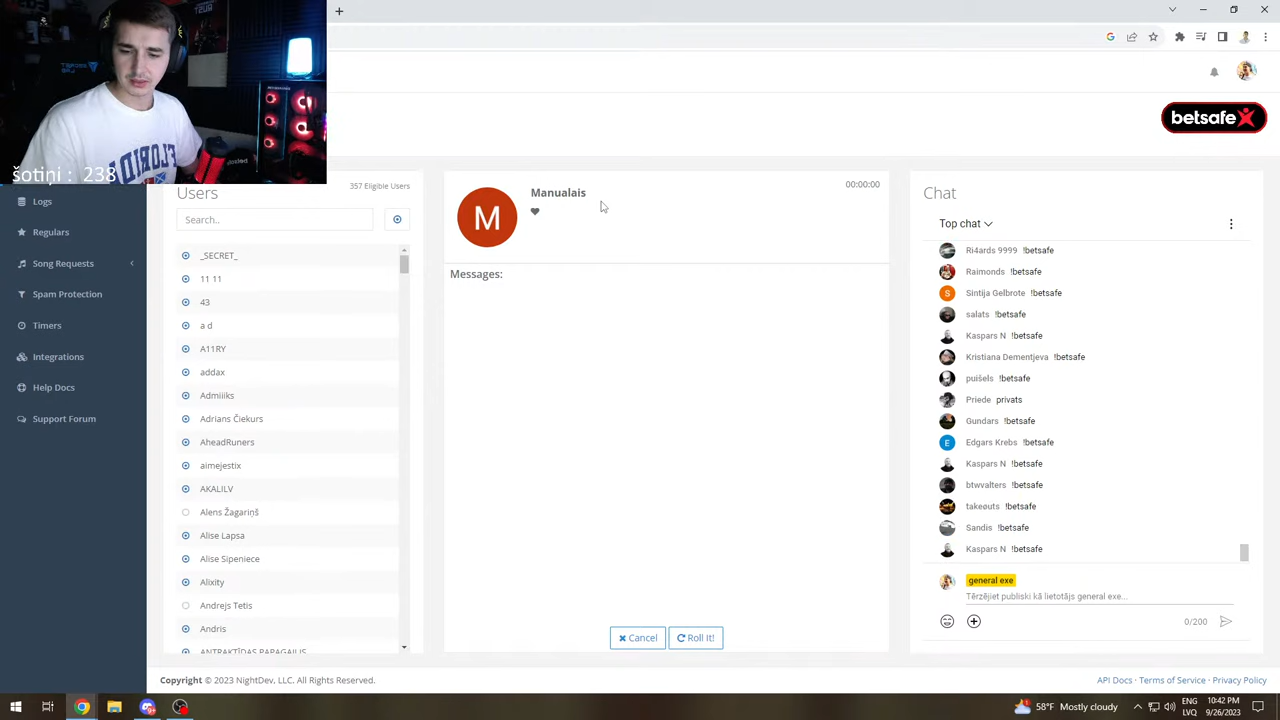 šotiņi : 238
betsafe
Logs
Regulars
Song Requests
Spam Protection
Timers
Integrations
Help Docs
Support Forum
Users
357 Eligible Users
Search..
_SECRET_
11 11
43
a d
A11RY
addax
Admiiiks
Adrians Čiekurs
AheadRuners
aimejestix
AKALILV
Alens Žagariņš
Alise Lapsa
Alise Sipeniece
Alixity
Andrejs Tetis
Andris
ANTRAKTĪDAS PAPAGAILIS
M
Manualais
00:00:00
Messages:
Cancel
Roll It!
Chat
Top chat
Ri4ards 9999 !betsafe
Raimonds !betsafe
S Sintija Gelbrote !betsafe
salats !betsafe
Kaspars N !betsafe
Kristiana Dementjeva !betsafe
puišels !betsafe
Priede privats
Gundars !betsafe
E Edgars Krebs !betsafe
Kaspars N !betsafe
btwvalters !betsafe
takeøuts !betsafe
Sandis !betsafe
Kaspars N !betsafe
general exe
Tērzējiet publiski kā lietotājs general exe...
0/200
Copyright © 2023 NightDev, LLC. All Rights Reserved.
API Docs - Terms of Service - Privacy Policy
58°F Mostly cloudy
ENG
LVO
10:42 PM
9/26/2023